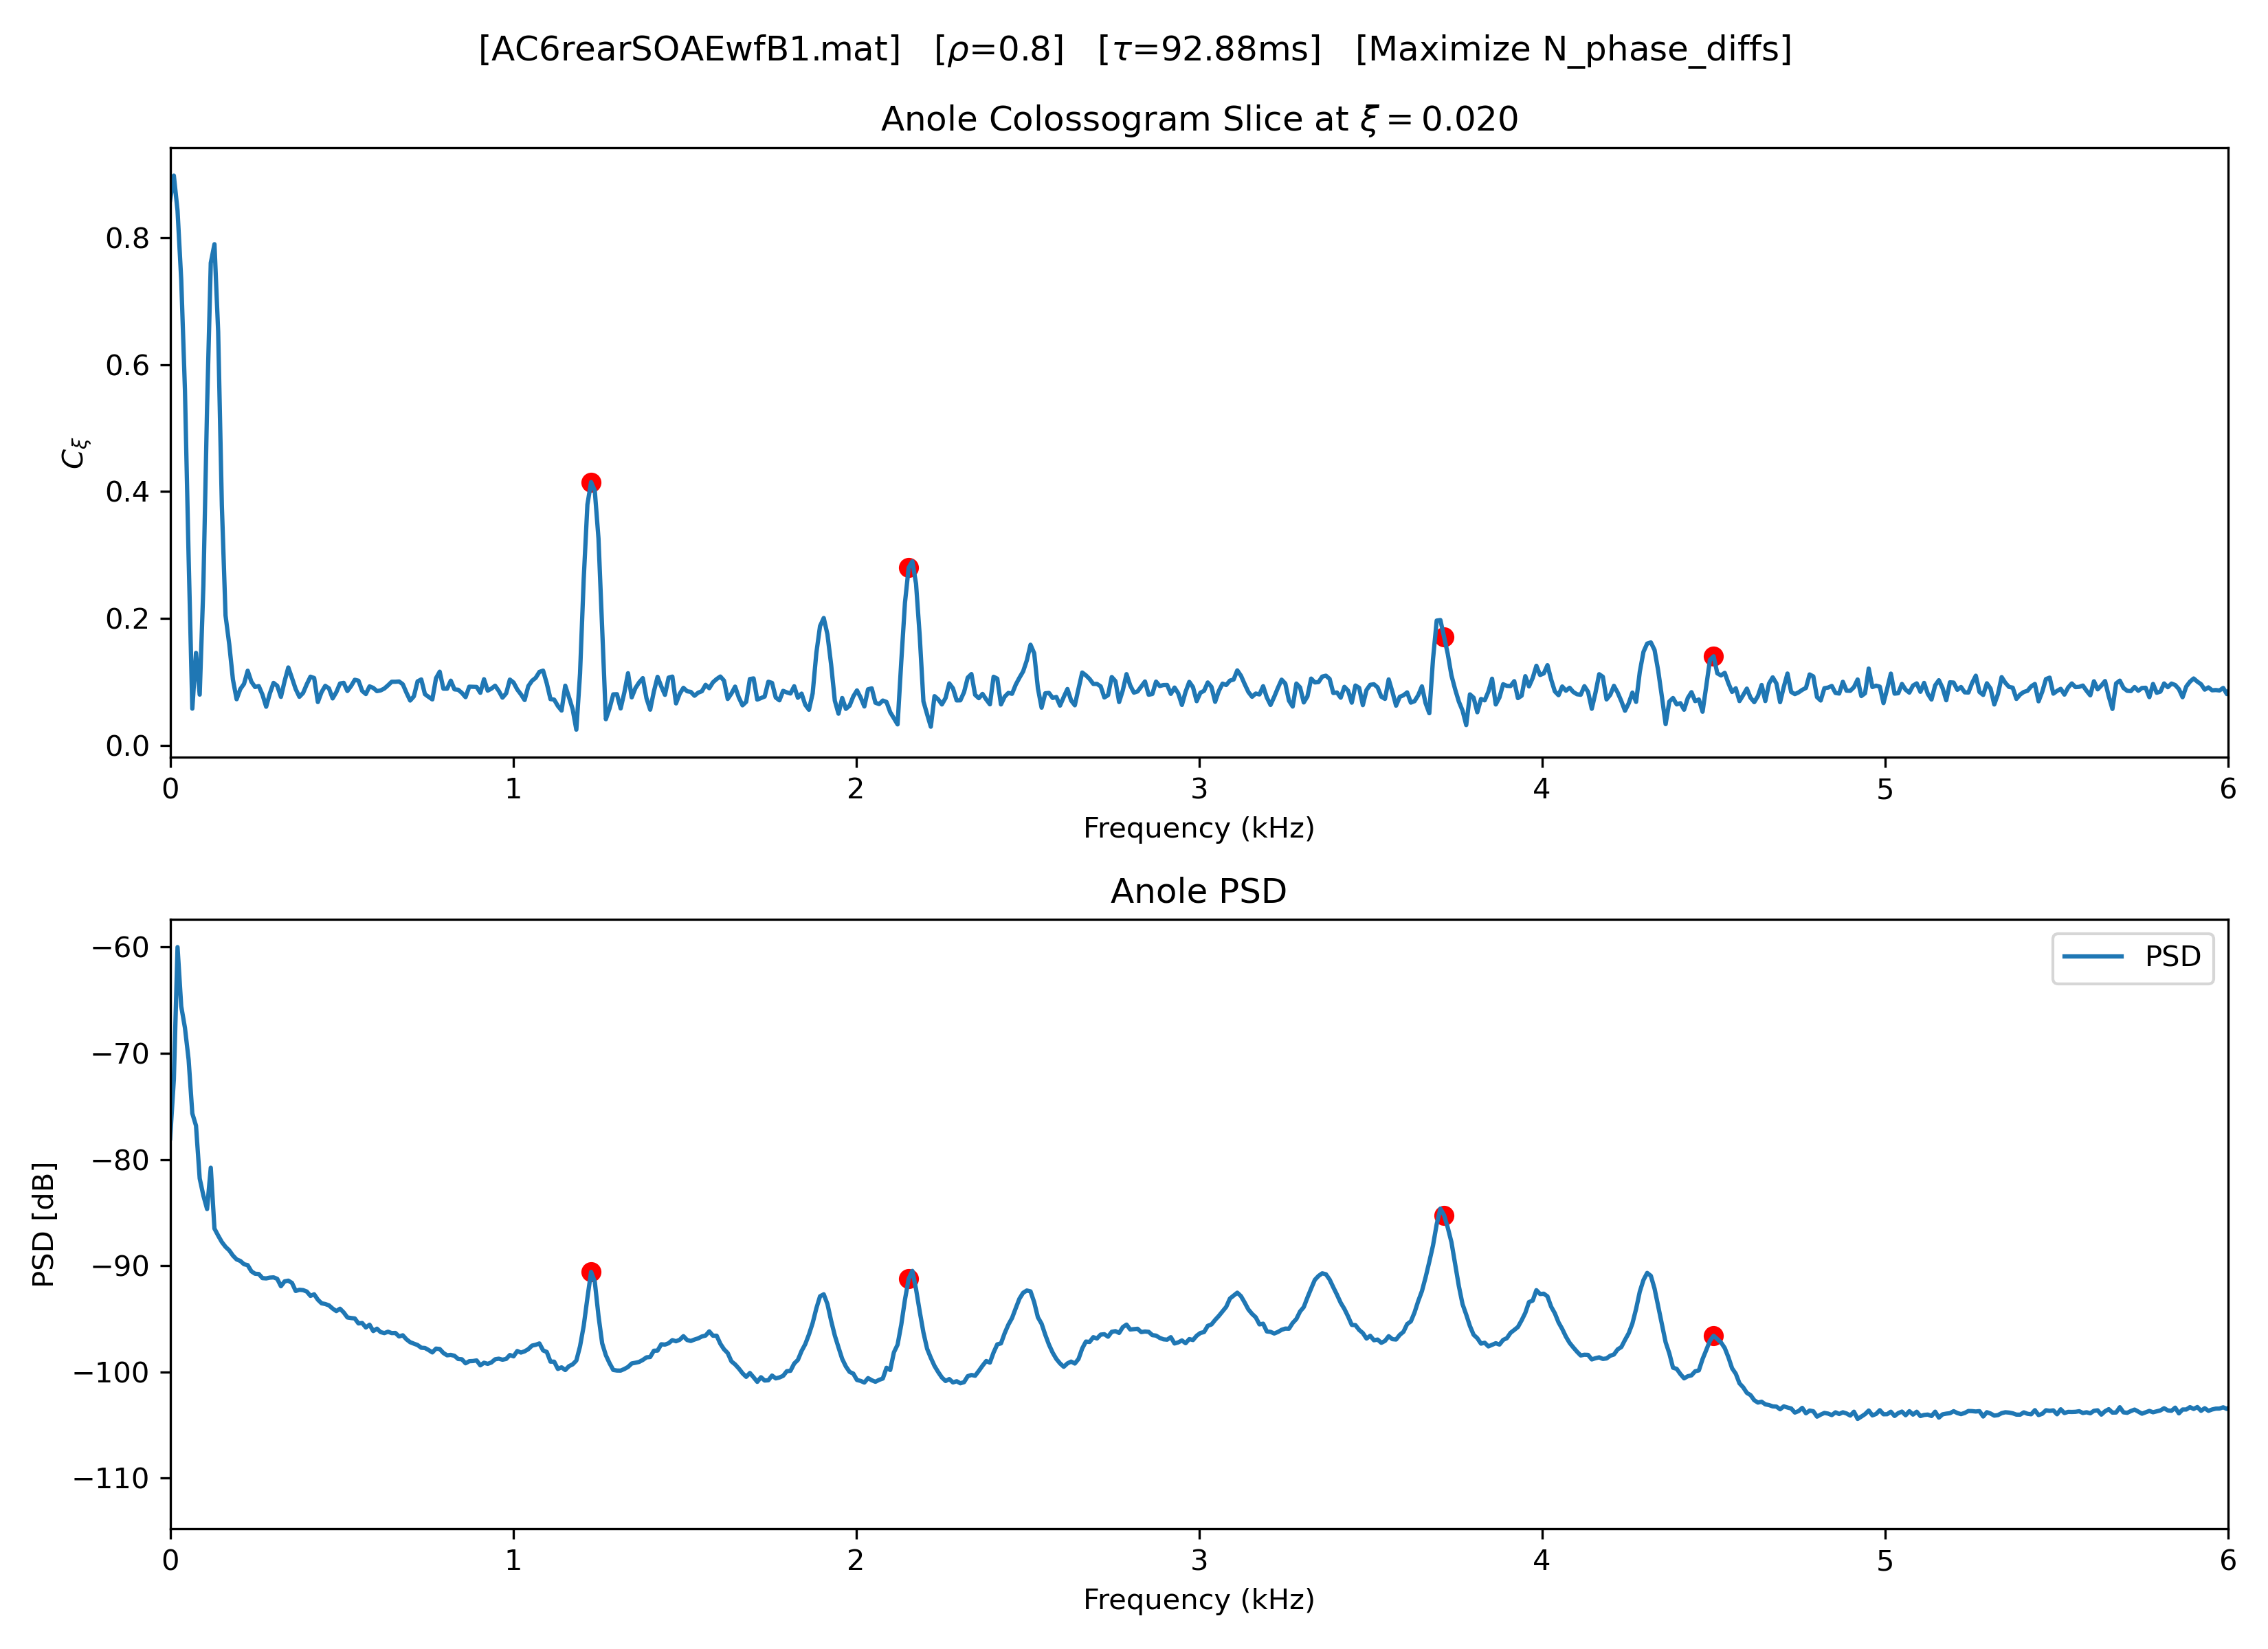 [AC6rearSOAEwfB1.mat] [ρ=0.8] [τ=92.88ms] [Maximize N_phase_diffs]
Anole Colossogram Slice at ξ = 0.020
0.8
0.6
0.4
0.2
0.0
C_ξ
0 1 2 3 4 5 6
Frequency (kHz)
Anole PSD
−60
−70
−80
−90
−100
−110
PSD [dB]
PSD
0 1 2 3 4 5 6
Frequency (kHz)